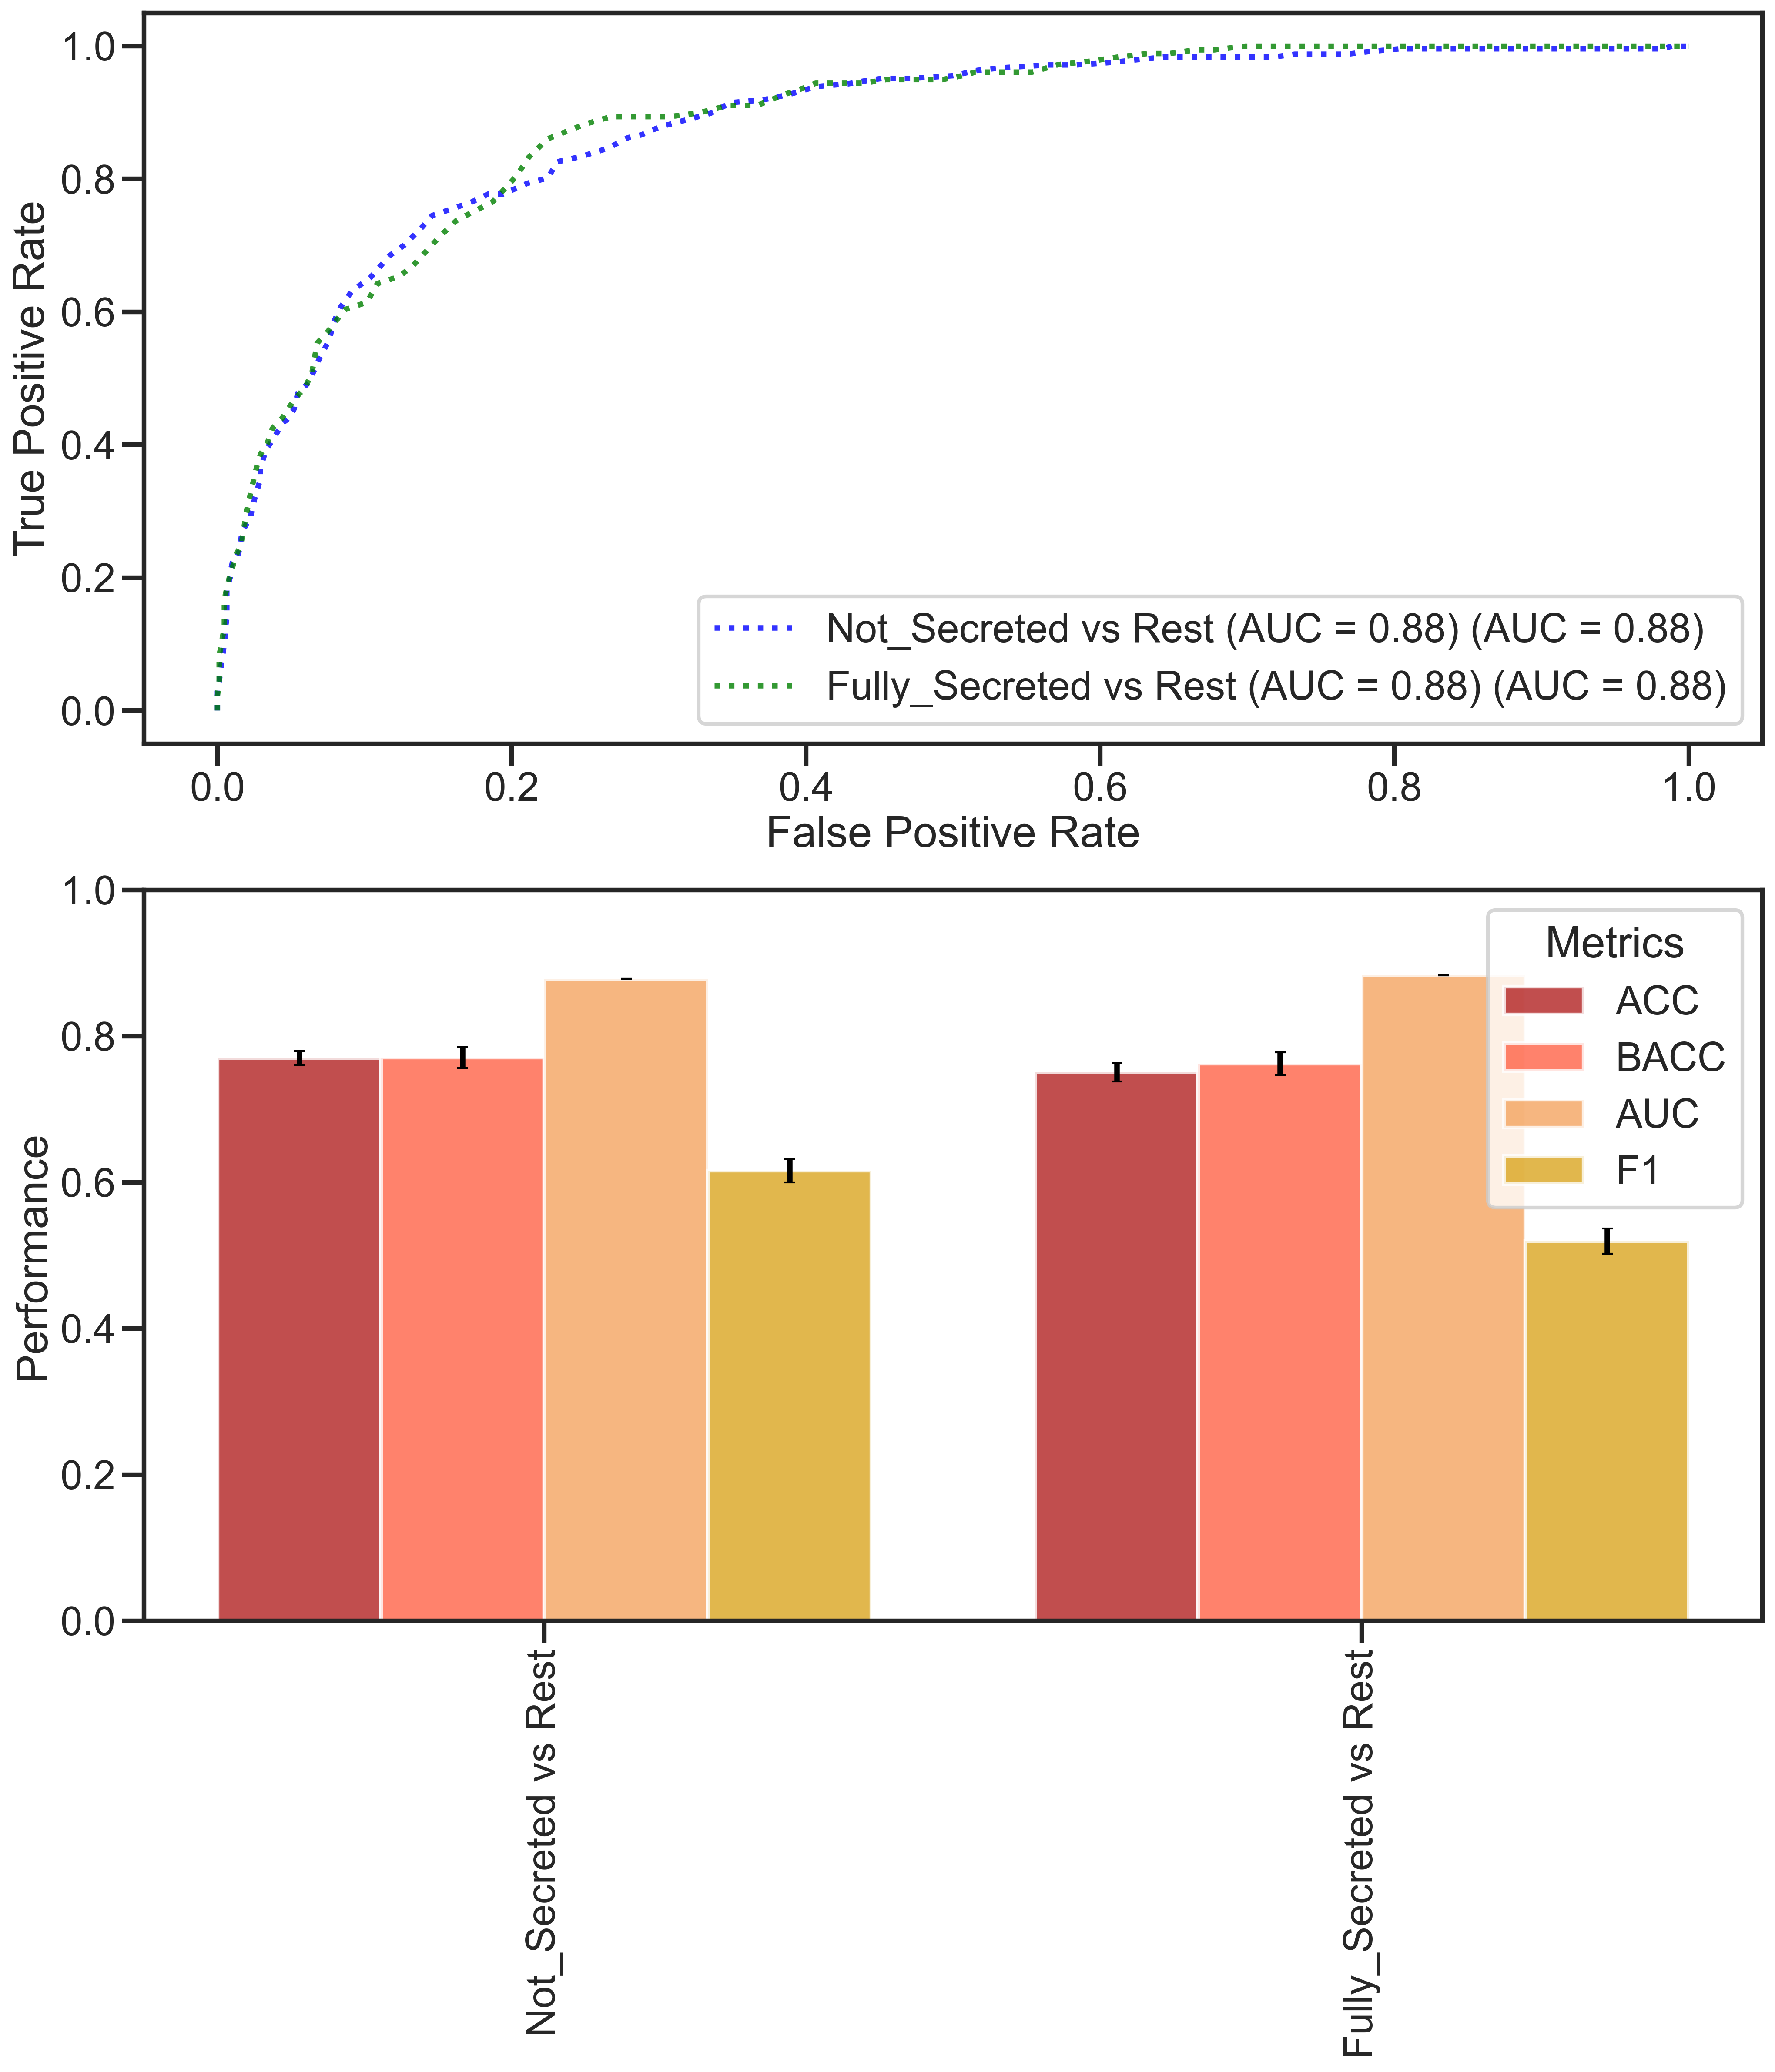 1.0
0.8
0.6
0.4
0.2
0.0
True Positive Rate
Not_Secreted vs Rest (AUC = 0.88) (AUC = 0.88)
Fully_Secreted vs Rest (AUC = 0.88) (AUC = 0.88)
0.0 0.2 0.4 0.6 0.8 1.0
False Positive Rate
1.0
0.8
0.6
0.4
0.2
0.0
Performance
Metrics
ACC
BACC
AUC
F1
Not_Secreted vs Rest
Fully_Secreted vs Rest